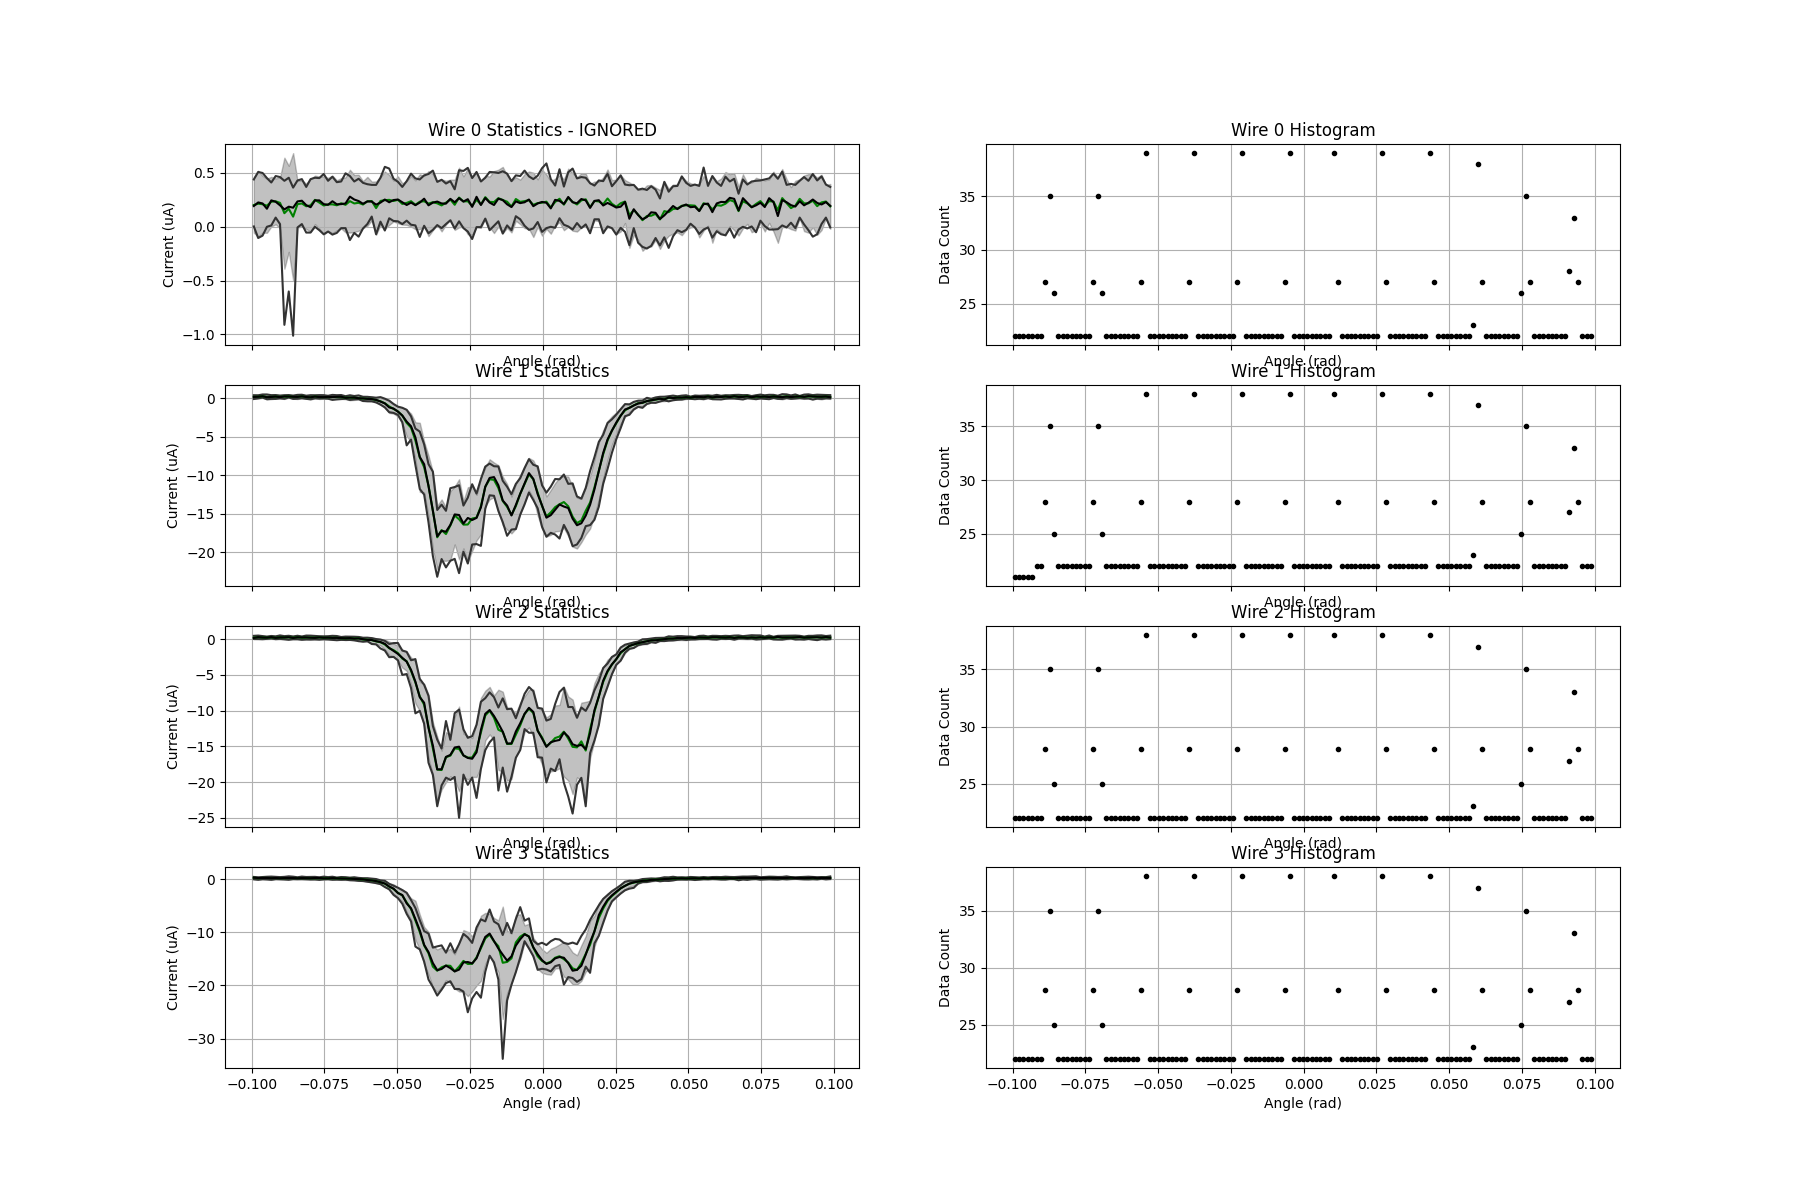 Wire 0 Statistics - IGNORED
Current (uA)
0.5
0.0
−0.5
−1.0
Angle (rad)
Wire 0 Histogram
Data Count
35
30
25
Angle (rad)
Wire 1 Statistics
Current (uA)
0
−5
−10
−15
−20
Angle (rad)
Wire 1 Histogram
Data Count
35
30
25
Angle (rad)
Wire 2 Statistics
Current (uA)
0
−5
−10
−15
−20
−25
Angle (rad)
Wire 2 Histogram
Data Count
35
30
25
Angle (rad)
Wire 3 Statistics
Current (uA)
0
−10
−20
−30
−0.100 −0.075 −0.050 −0.025 0.000 0.025 0.050 0.075 0.100
Angle (rad)
Wire 3 Histogram
Data Count
35
30
25
−0.100 −0.075 −0.050 −0.025 0.000 0.025 0.050 0.075 0.100
Angle (rad)